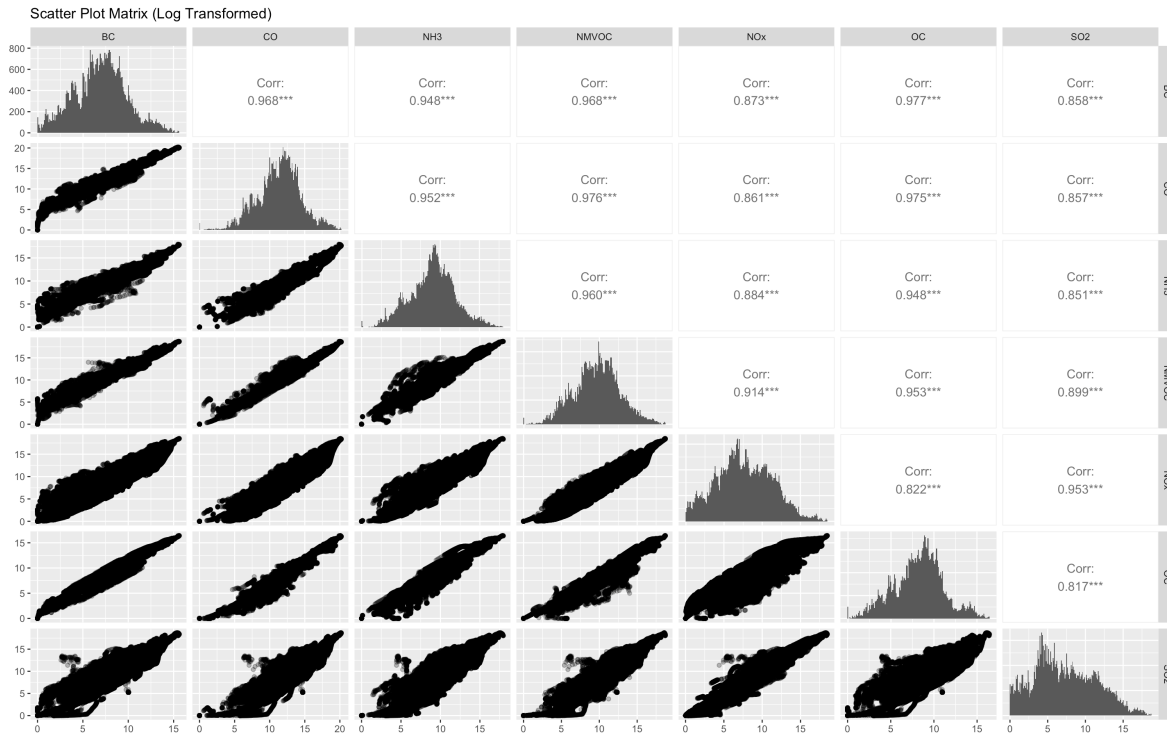 Scatter Plot Matrix (Log Transformed)
BC CO NH3 NMVOC NOx OC SO2
800
600
400
200
0
Corr: Corr: Corr: Corr: Corr: Corr:
0.968*** 0.948*** 0.968*** 0.873*** 0.977*** 0.858***
20
15
10
5
0
Corr: Corr: Corr: Corr: Corr:
0.952*** 0.976*** 0.861*** 0.975*** 0.857***
15
10
5
0
Corr: Corr: Corr: Corr:
0.960*** 0.884*** 0.948*** 0.851***
15
10
5
0
Corr: Corr: Corr:
0.914*** 0.953*** 0.899***
15
10
5
0
Corr: Corr:
0.822*** 0.953***
15
10
5
0
Corr:
0.817***
15
10
5
0
0 5 10 15 0 5 10 15 20 0 5 10 15 0 5 10 15 0 5 10 15 0 5 10 15 0 5 10 15